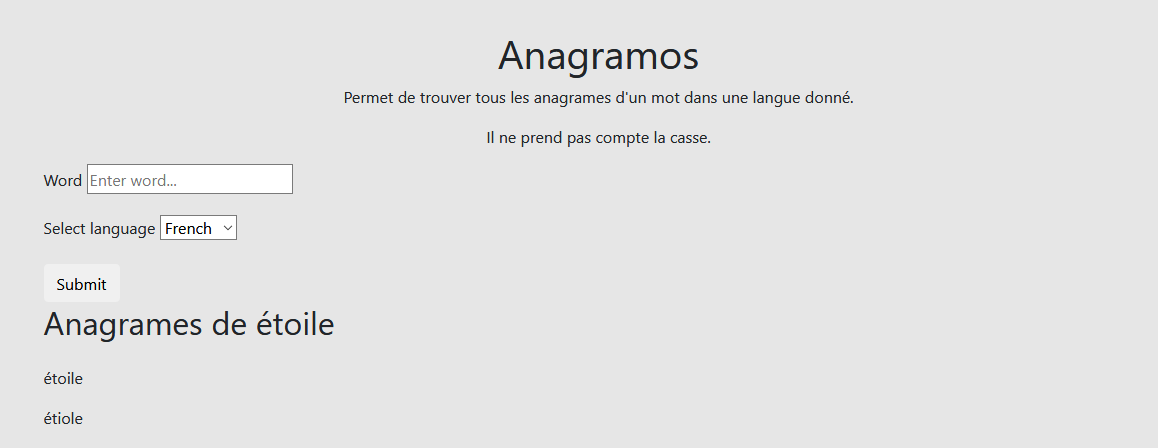 Anagramos
Permet de trouver tous les anagrames d'un mot dans une langue donné.
Il ne prend pas compte la casse.
Word Enter word...
Select language French
Submit
Anagrames de étoile
étoile
étiole